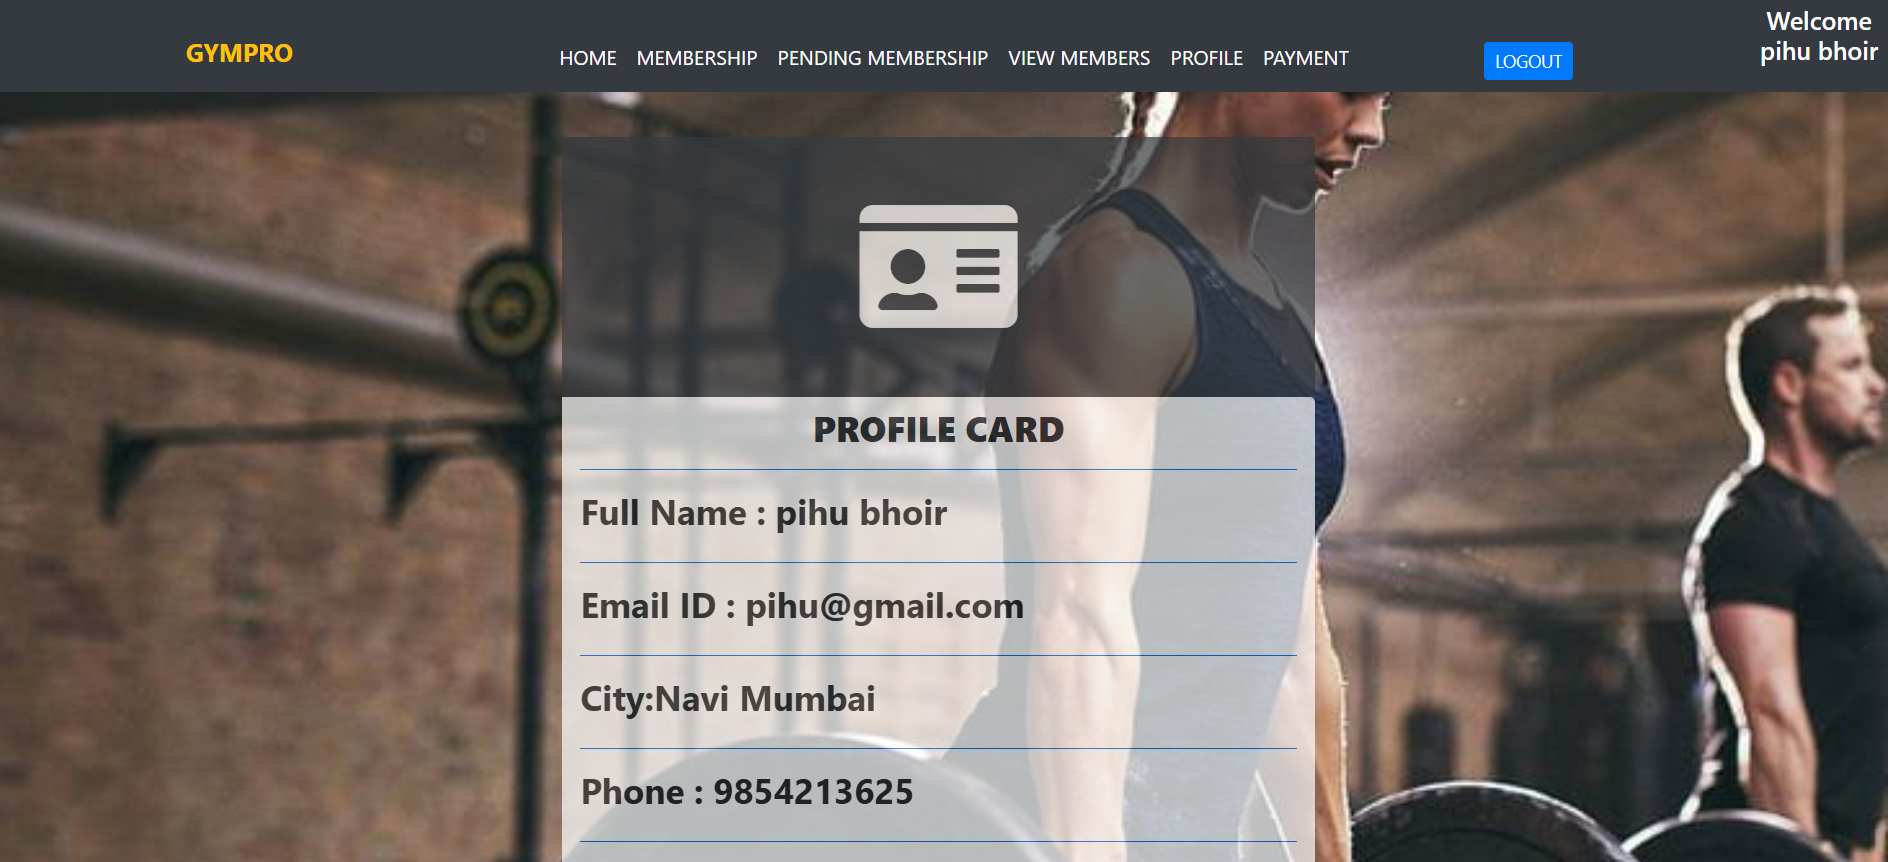 GYMPRO
HOME MEMBERSHIP PENDING MEMBERSHIP VIEW MEMBERS PROFILE PAYMENT
LOGOUT
Welcome
pihu bhoir
PROFILE CARD
Full Name : pihu bhoir
Email ID : pihu@gmail.com
City:Navi Mumbai
Phone : 9854213625